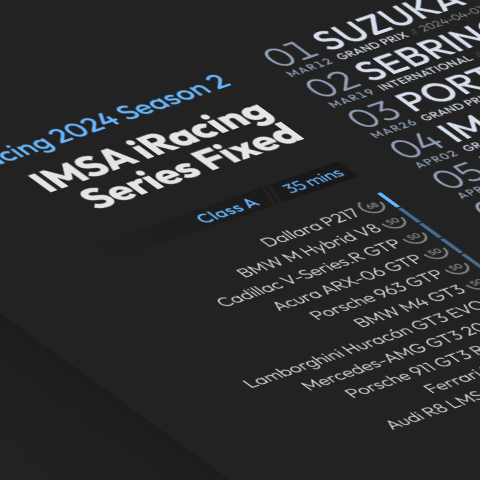 cing 2024 Season 2
IMSA iRacing
Series Fixed
Class A
35 mins
Dallara P217 68
BMW M Hybrid V8 50
Cadillac V-Series.R GTP 50
Acura ARX-06 GTP 50
Porsche 963 GTP 50
BMW M4 GT3
Lamborghini Huracán GT3 EVO
Mercedes-AMG GT3 20
Porsche 911 GT3 R
Ferrari
Audi R8 LMS
01 SUZUKA
MAR12 GRAND PRIX // 2024-04-0
02 SEBRING
MAR19 INTERNATIONAL
03 PORT
MAR26 GRAND PR
04 IM
APR02 GR
05
APR